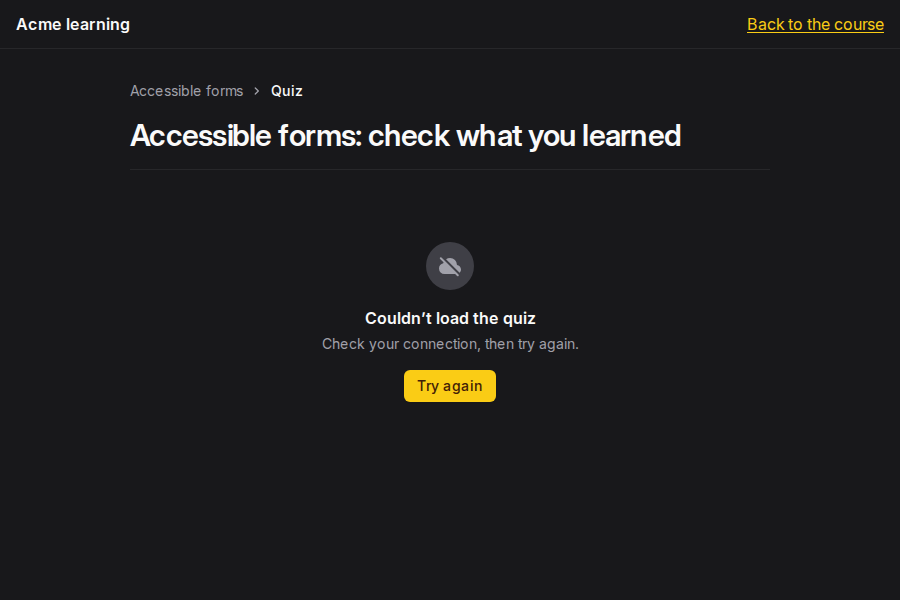 Acme learning
Back to the course
Accessible forms > Quiz
Accessible forms: check what you learned
Couldn’t load the quiz
Check your connection, then try again.
Try again